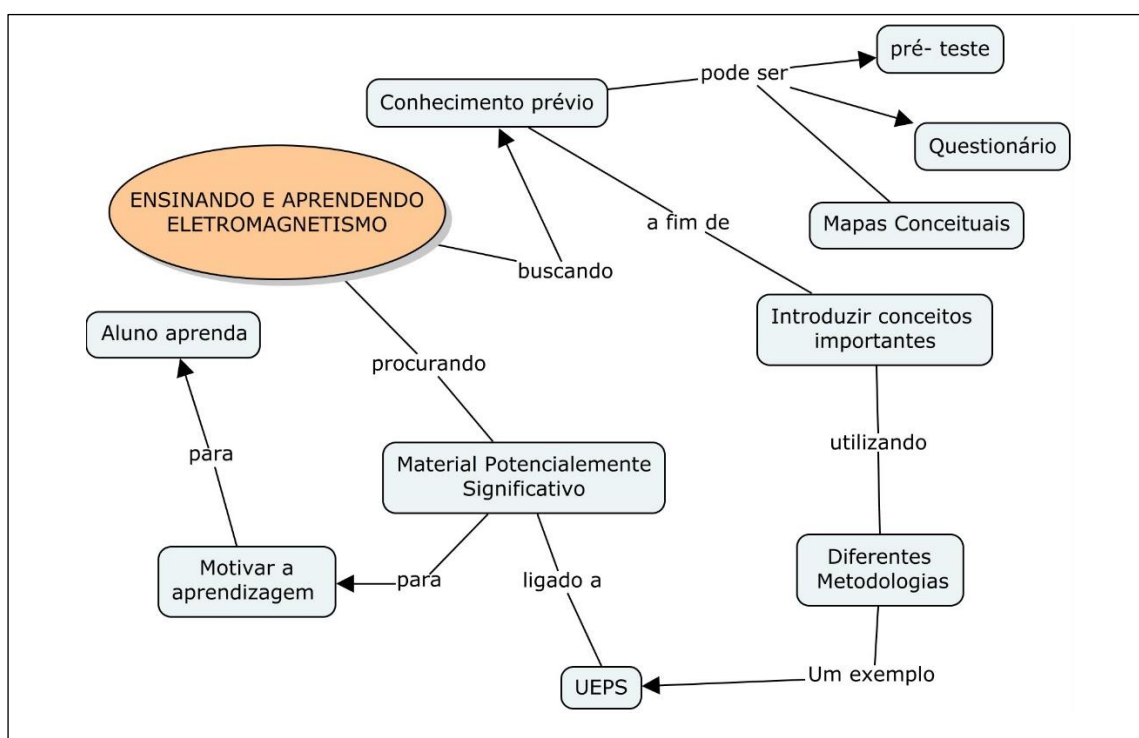 pré- teste
pode ser
Conhecimento prévio
Questionário
ENSINANDO E APRENDENDO
ELETROMAGNETISMO
Mapas Conceituais
a fim de
buscando
Aluno aprenda
Introduzir conceitos
importantes
procurando
utilizando
para
Material Potencialemente
Significativo
Motivar a
aprendizagem
para
ligado a
Diferentes
Metodologias
UEPS
Um exemplo